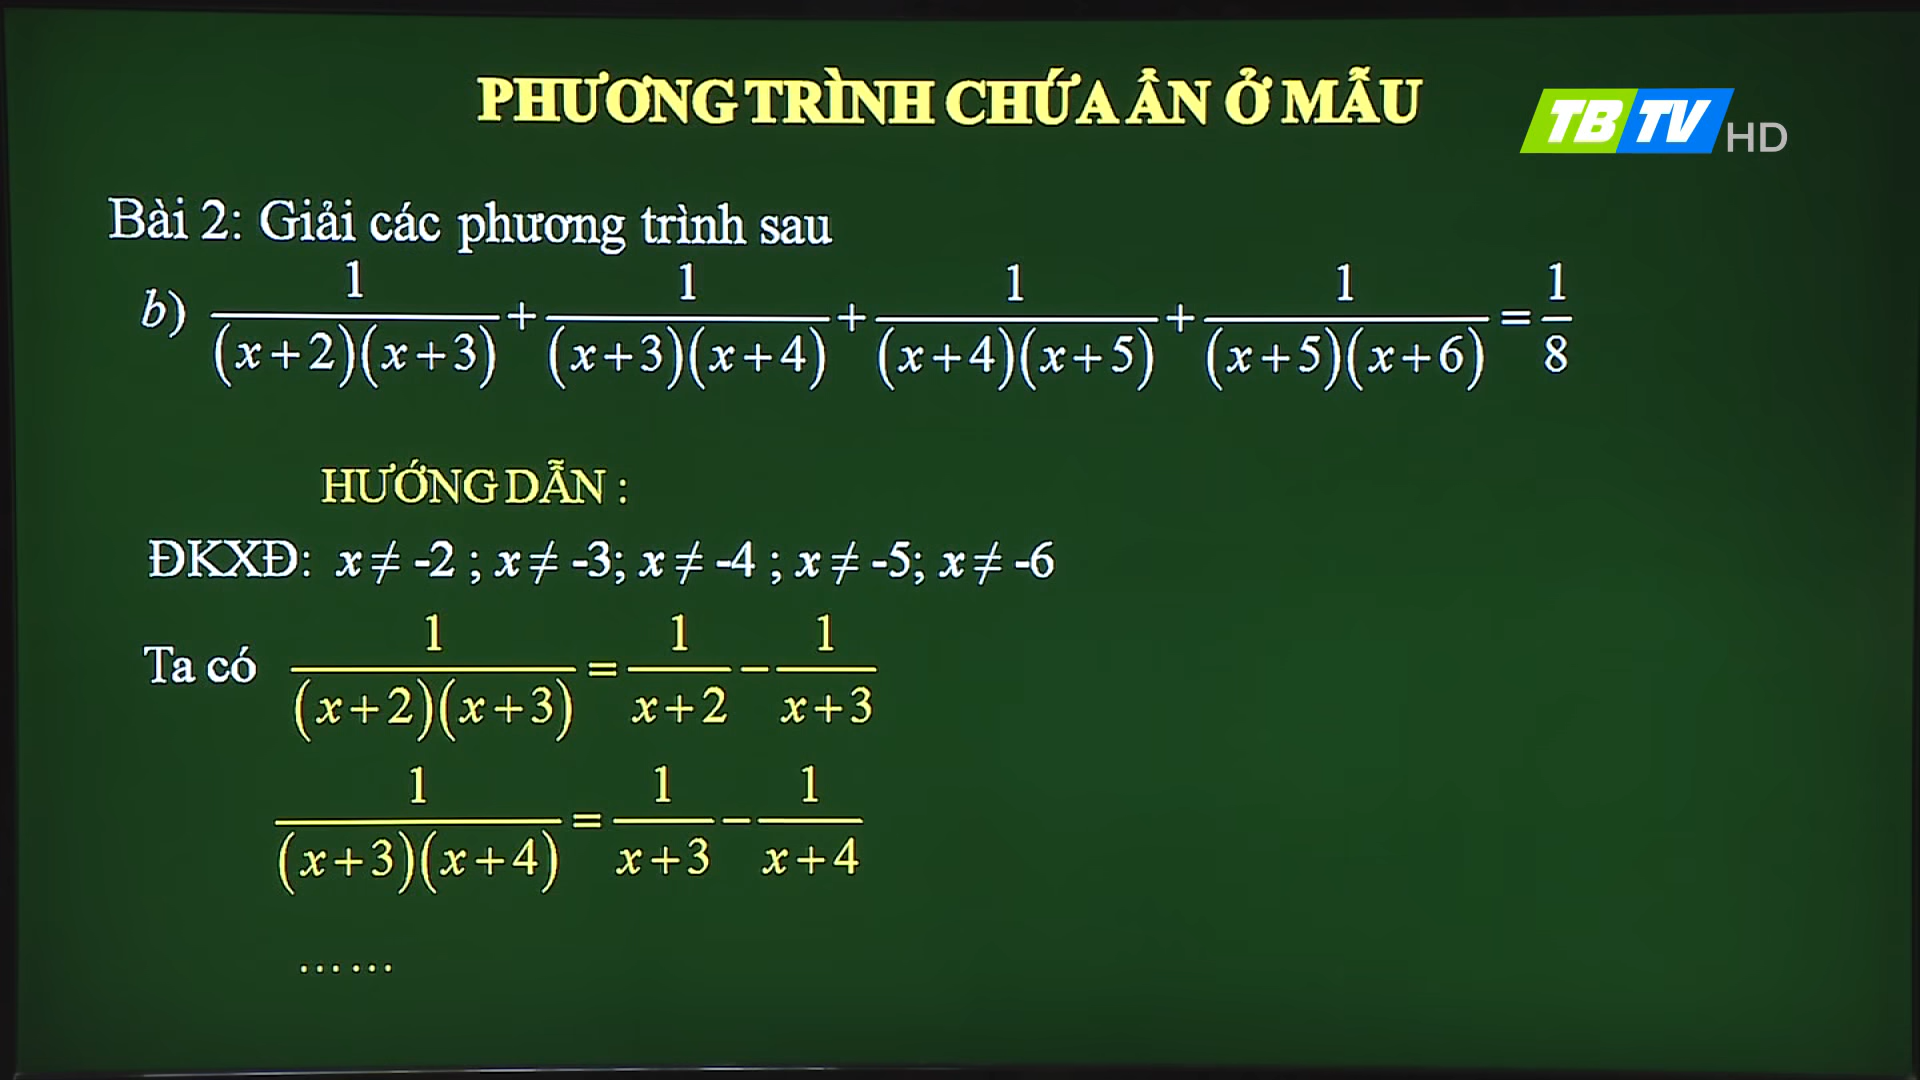 PHƯƠNG TRÌNH CHỨA ẨN Ở MẪU
TBTV HD
Bài 2: Giải các phương trình sau
b) 1/((x+2)(x+3)) + 1/((x+3)(x+4)) + 1/((x+4)(x+5)) + 1/((x+5)(x+6)) = 1/8
HƯỚNG DẪN :
ĐKXĐ: x ≠ -2 ; x ≠ -3; x ≠ -4 ; x ≠ -5; x ≠ -6
Ta có 1/((x+2)(x+3)) = 1/(x+2) − 1/(x+3)
1/((x+3)(x+4)) = 1/(x+3) − 1/(x+4)
……